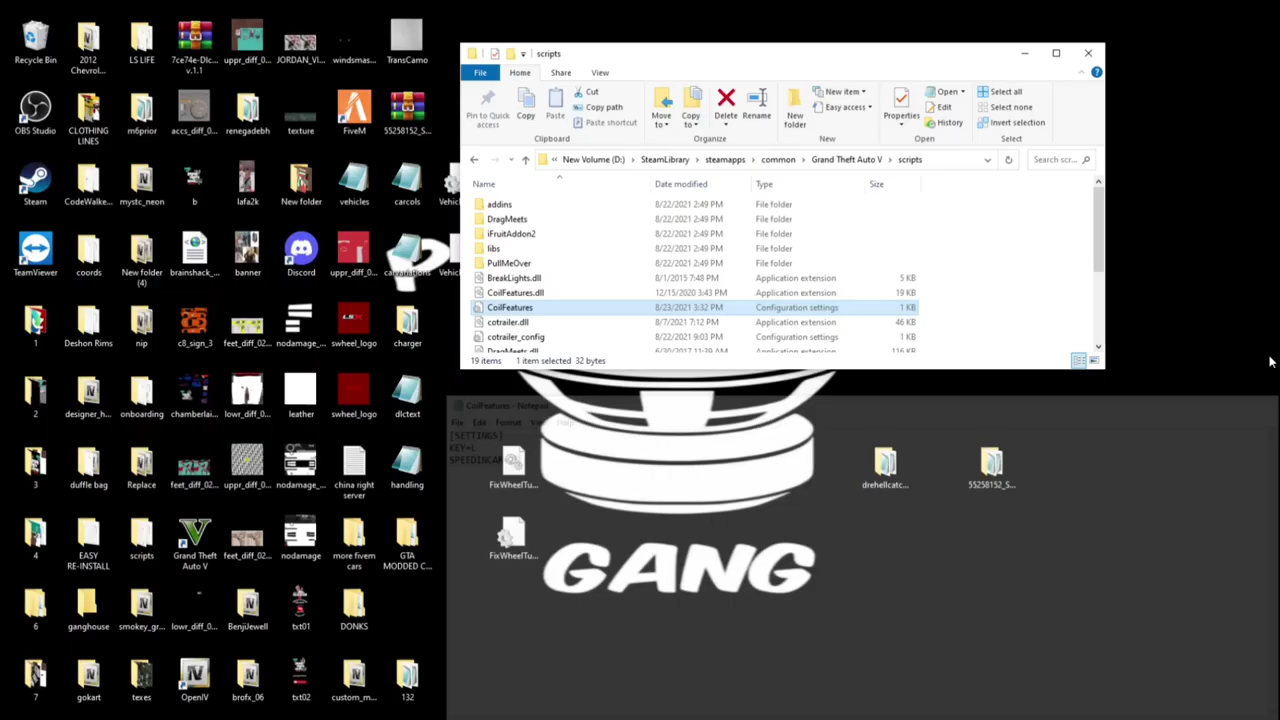 Recycle Bin
2012
Chevrol...
LS LIFE
7ce74e-Dlc...
v.1.1
uppr_diff_0...
JORDAN_VI...
windsmas...
TransCamo
OBS Studio
CLOTHING
LINES
mfiprior
accs_diff_0...
renegadebh
texture
FiveM
55258152_S...
Steam
CodeWalke...
mystc_neon
b
lafa2k
New folder
vehicles
carcols
Vehicl
TeamViewer
coords
New folder
(4)
brainshack_...
banner
Discord
uppr_diff_0...
carvariations
Vehicl
1
Deshon Rims
nip
c8_sign_3
feet_diff_02...
nodamage_...
swheel_logo
charger
2
designer_h...
onboarding
chamberlai...
lowr_diff_0...
leather
swheel_logo
dlctext
3
duffle bag
Replace
feet_diff_02...
uppr_diff_0...
nodamage_...
china right
server
handling
4
EASY
RE-INSTALL
scripts
Grand Theft
Auto V
feet_diff_02...
nodamage
more fivem
cars
GTA
MODDED C...
6
ganghouse
smokey_gr...
lowr_diff_0...
BenjiJewell
txt01
DONKS
7
gokart
texes
OpenIV
brofx_06
txt02
custom_m...
132
scripts
File Home Share View
Pin to Quick
access
Copy
Paste
Cut
Copy path
Paste shortcut
Clipboard
Move
to
Copy
to
Delete
Rename
Organize
New
folder
New item
Easy access
New
Properties
Open
Edit
History
Open
Select all
Select none
Invert selection
Select
« New Volume (D:) > SteamLibrary > steamapps > common > Grand Theft Auto V > scripts
Search scr...
Name Date modified Type Size
addins 8/22/2021 2:49 PM File folder
DragMeets 8/22/2021 2:49 PM File folder
iFruitAddon2 8/22/2021 2:49 PM File folder
libs 8/22/2021 2:49 PM File folder
PullMeOver 8/22/2021 2:49 PM File folder
BreakLights.dll 8/1/2015 7:48 PM Application extension 5 KB
CoilFeatures.dll 12/15/2020 3:43 PM Application extension 19 KB
CoilFeatures 8/23/2021 3:32 PM Configuration settings 1 KB
cotrailer.dll 8/7/2021 7:12 PM Application extension 46 KB
cotrailer_config 8/22/2021 9:03 PM Configuration settings 1 KB
DragMeets.dll 6/30/2017 11:39 AM Application extension 116 KB
19 items 1 item selected 32 bytes
CoilFeatures - Notepad
File Edit Format View Help
[SETTINGS]
KEY=L
SPEEDINCAR
FixWheelTu...
drehellcatc...
55258152_S...
FixWheelTu...
GANG